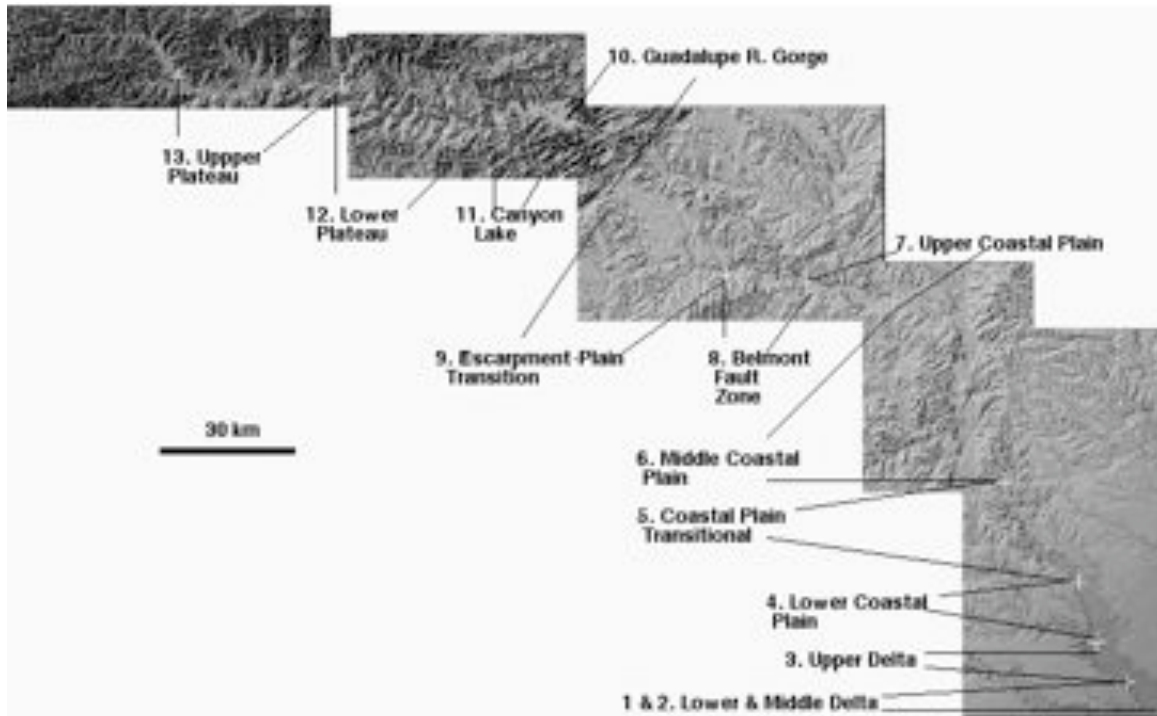 10. Guadalupe R. Gorge
13. Uppper
Plateau
12. Lower
Plateau
11. Canyon
Lake
7. Upper Coastal Plain
9. Escarpment-Plain
Transition
8. Belmont
Fault
Zone
30 km
6. Middle Coastal
Plain
5. Coastal Plain
Transitional
4. Lower Coastal
Plain
3. Upper Delta
1 & 2. Lower & Middle Delta